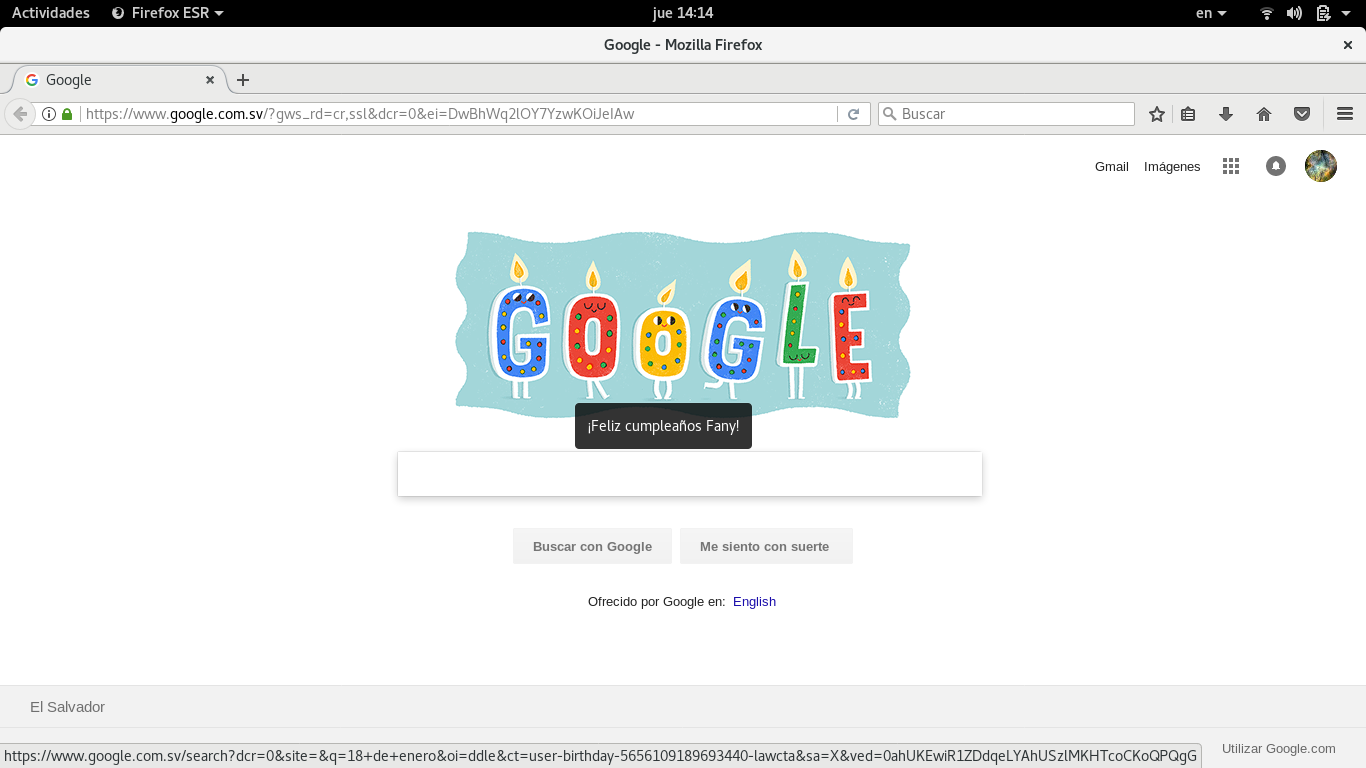 Actividades Firefox ESR jue 14:14 en
Google - Mozilla Firefox
Google
https://www.google.com.sv/?gws_rd=cr,ssl&dcr=0&ei=DwBhWq2lOY7YzwKOiJeIAw Buscar
Gmail Imágenes
GOOGLE
¡Feliz cumpleaños Fany!
Buscar con Google Me siento con suerte
Ofrecido por Google en: English
El Salvador
Utilizar Google.com
https://www.google.com.sv/search?dcr=0&site=&q=18+de+enero&oi=ddle&ct=user-birthday-5656109189693440-lawcta&sa=X&ved=0ahUKEwiR1ZDdqeLYAhUSzIMKHTcoCKoQPQgG